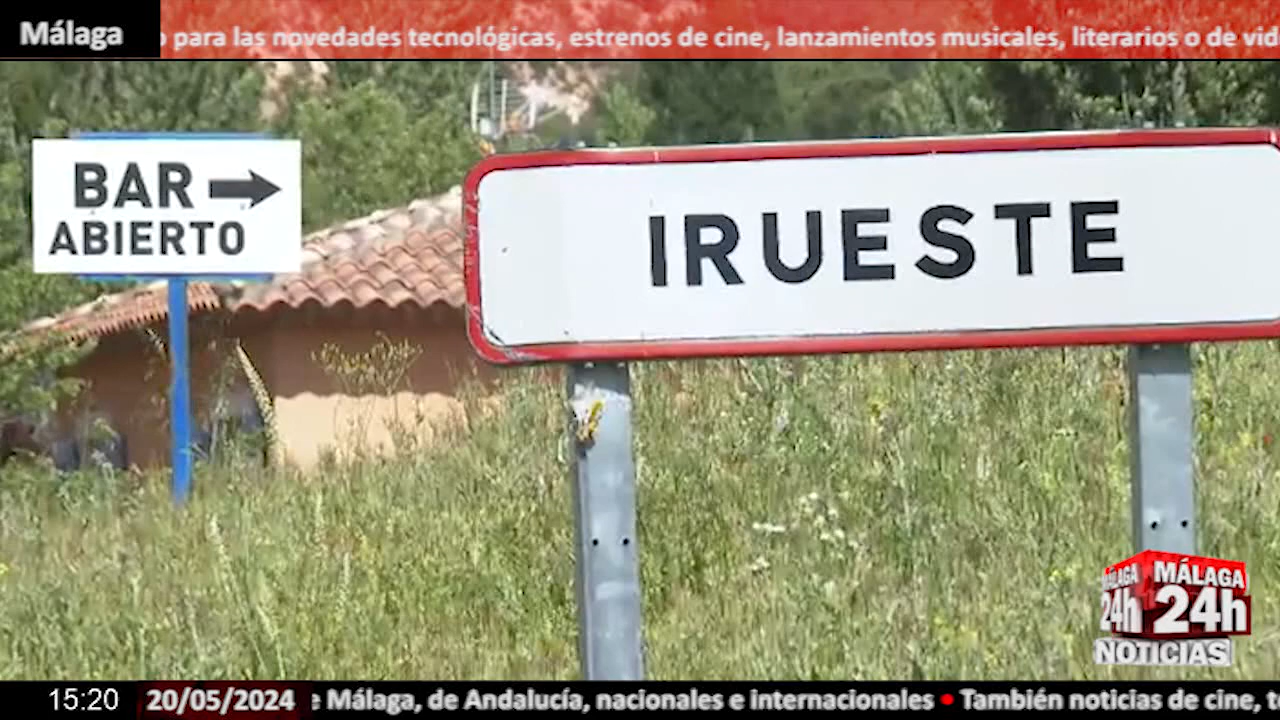 Málaga
o para las novedades tecnológicas, estrenos de cine, lanzamientos musicales, literarios o de vid
BAR →
ABIERTO
IRUESTE
MÁLAGA MÁLAGA
24h 24h
NOTICIAS
15:20 20/05/2024 e Málaga, de Andalucía, nacionales e internacionales • También noticias de cine, t